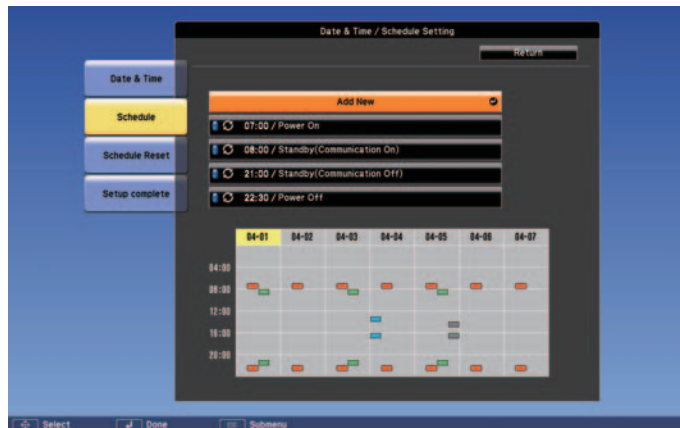 Date & Time / Schedule Setting
Return
Date & Time
Schedule
Schedule Reset
Setup complete
Add New
07:00 / Power On
08:00 / Standby(Communication On)
21:00 / Standby(Communication Off)
22:30 / Power Off
04-01 04-02 04-03 04-04 04-05 04-06 04-07
04:00
08:00
12:00
16:00
20:00
Select Done Submenu